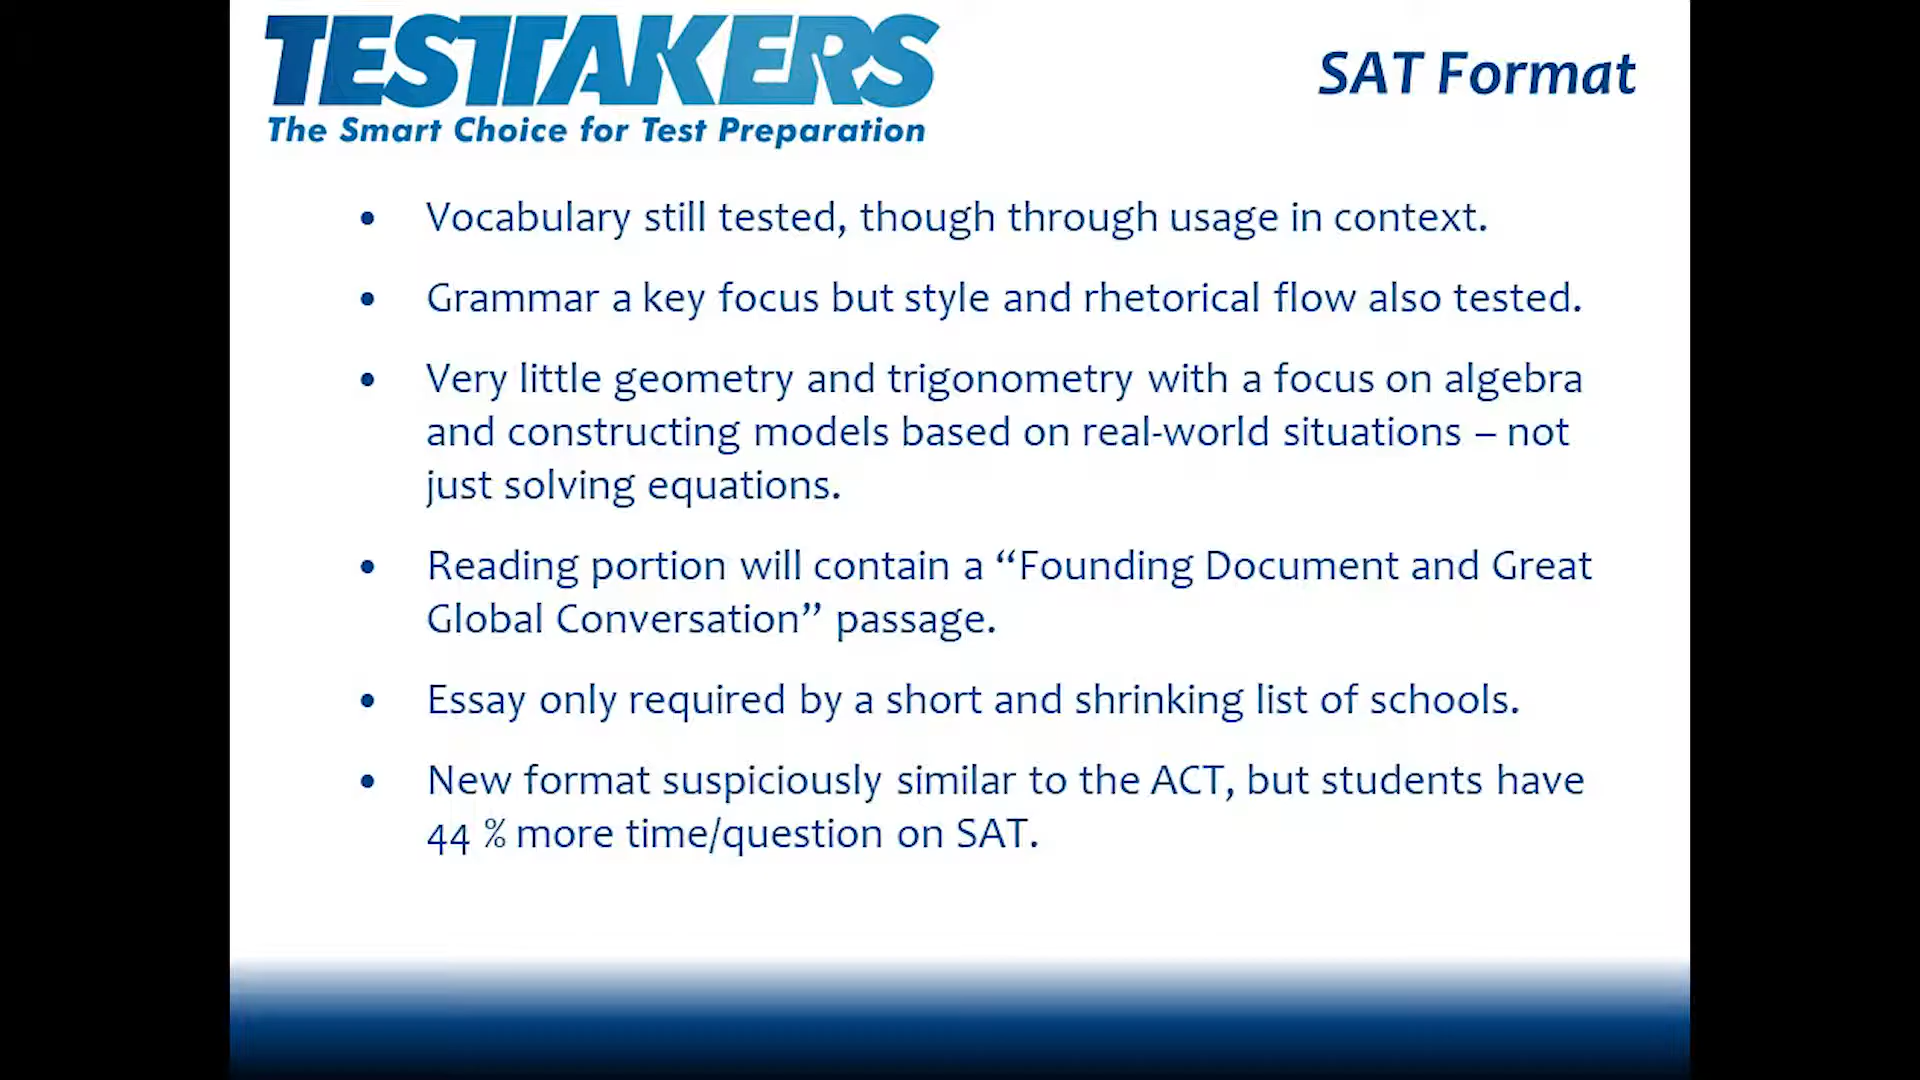 TESTTAKERS
The Smart Choice for Test Preparation
SAT Format
• Vocabulary still tested, though through usage in context.
• Grammar a key focus but style and rhetorical flow also tested.
• Very little geometry and trigonometry with a focus on algebra
and constructing models based on real-world situations – not
just solving equations.
• Reading portion will contain a “Founding Document and Great
Global Conversation” passage.
• Essay only required by a short and shrinking list of schools.
• New format suspiciously similar to the ACT, but students have
44 % more time/question on SAT.